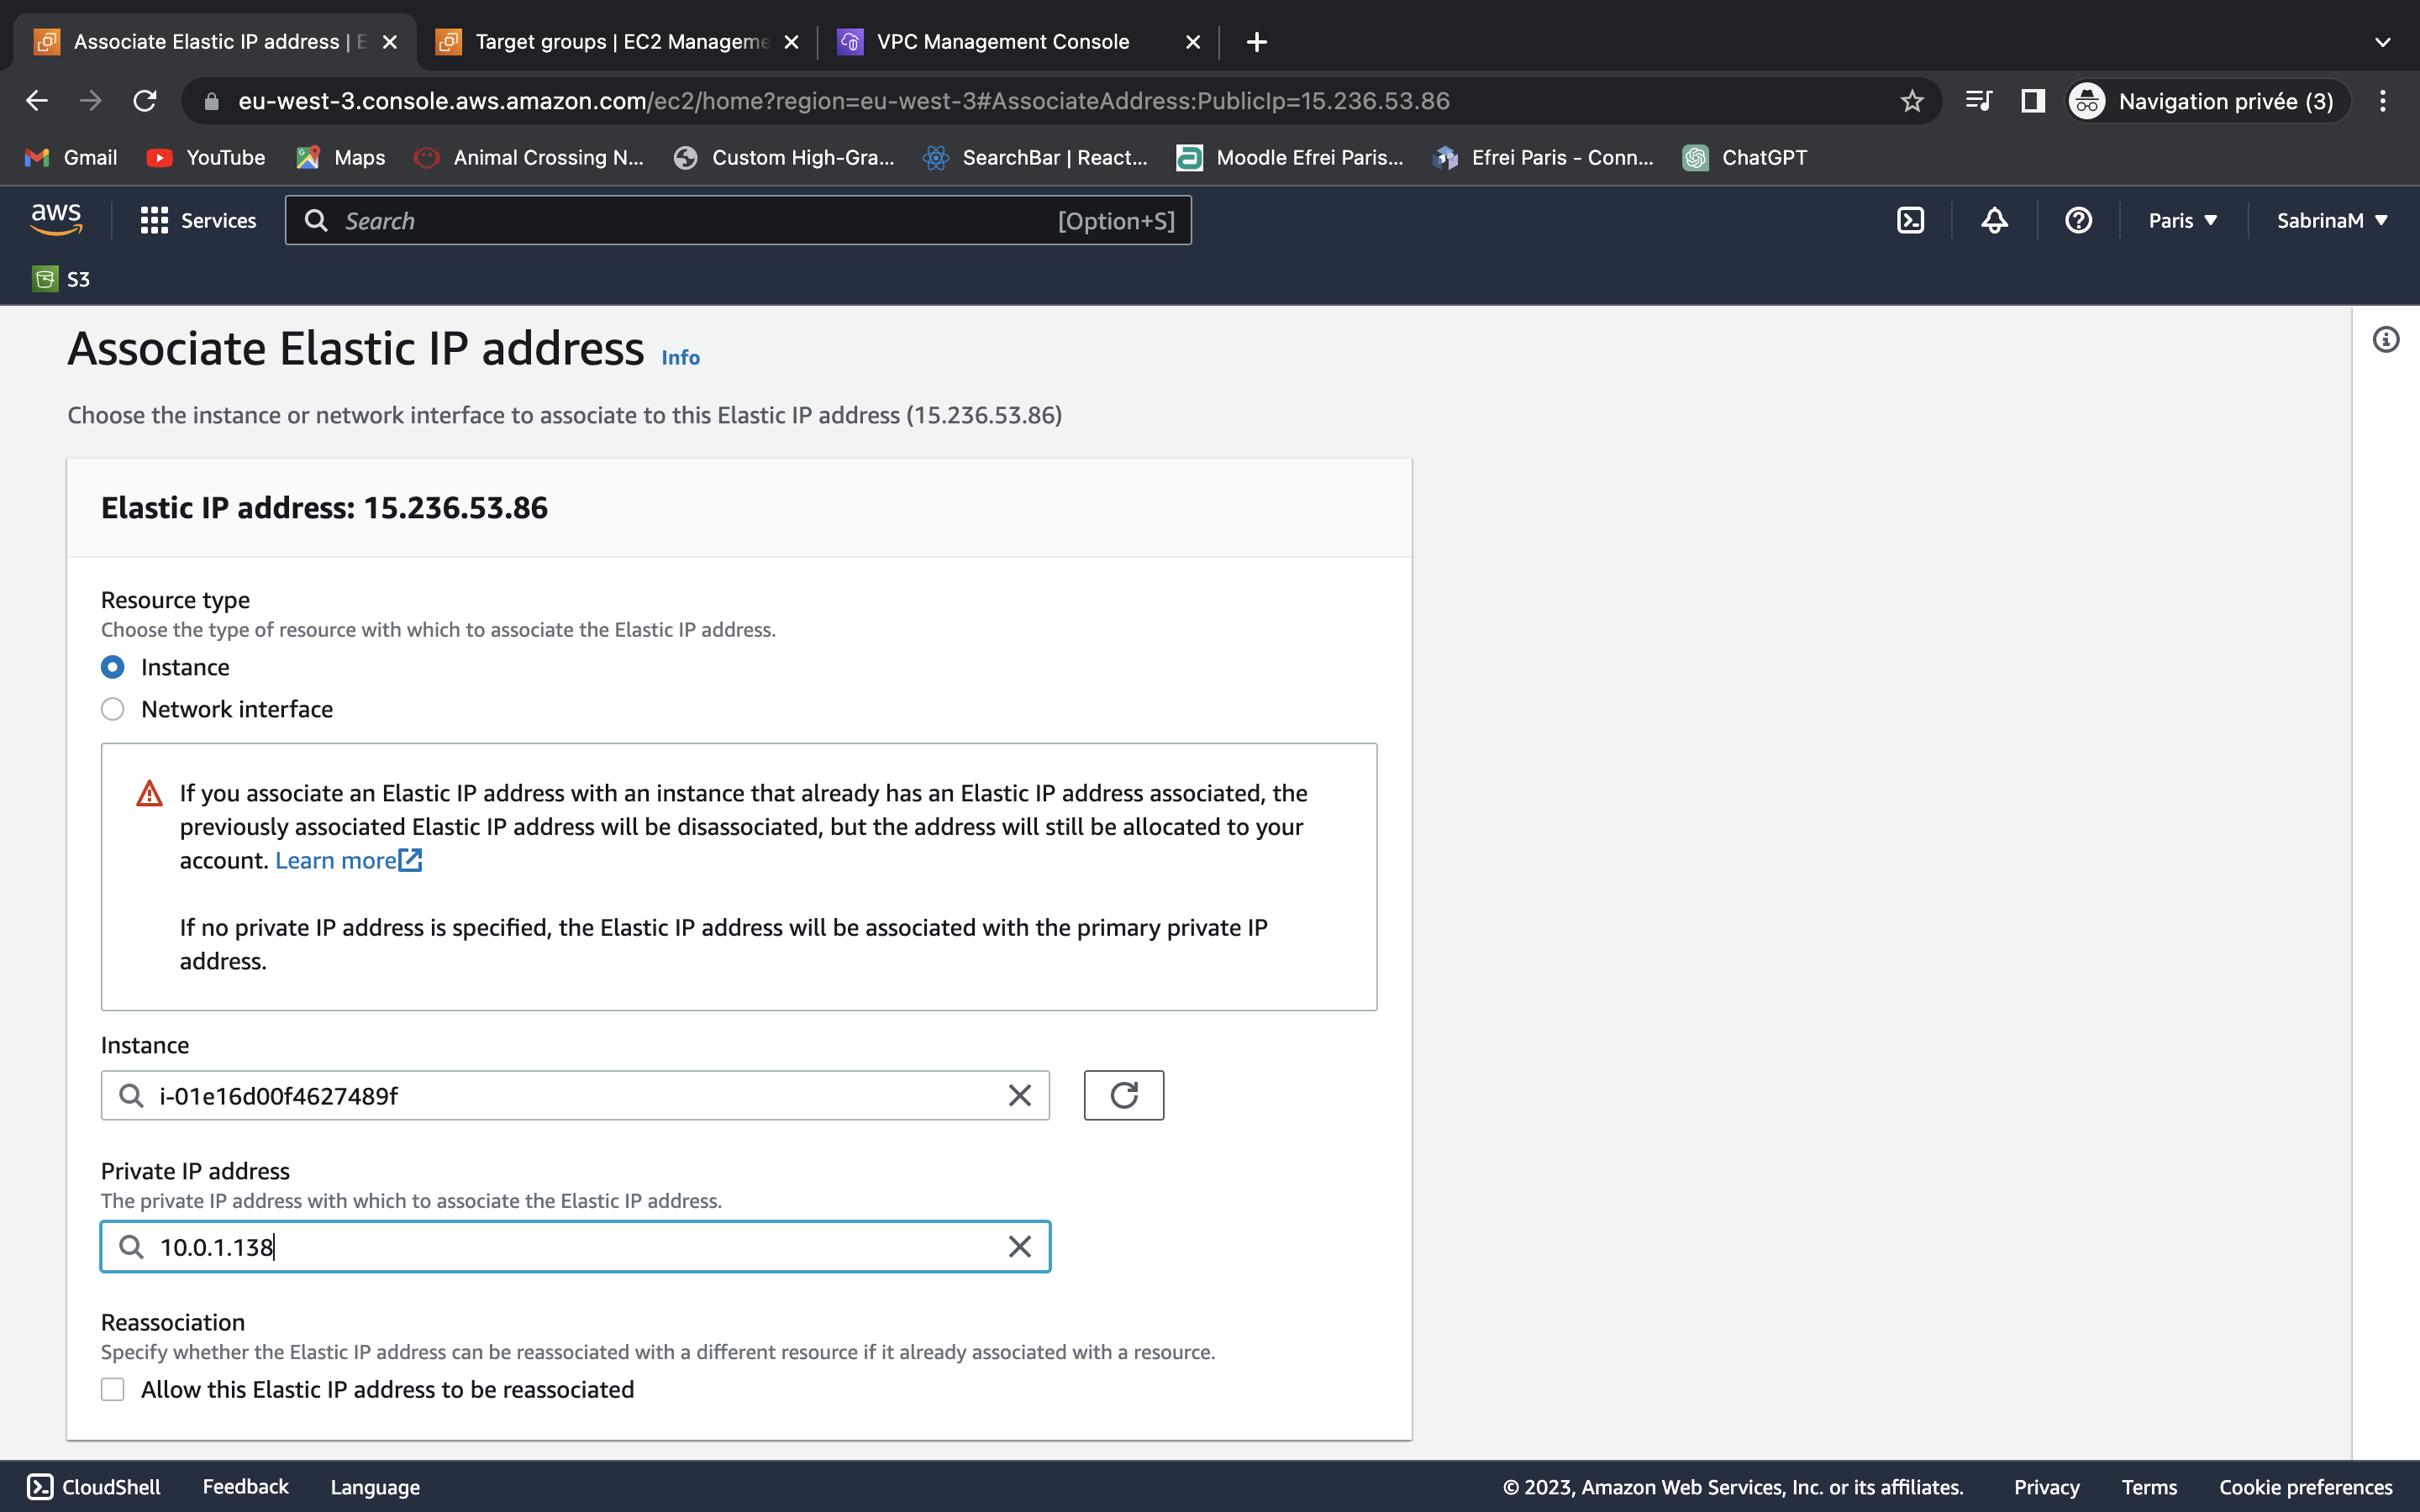 Associate Elastic IP address | E
Target groups | EC2 Manageme
VPC Management Console
eu-west-3.console.aws.amazon.com/ec2/home?region=eu-west-3#AssociateAddress:PublicIp=15.236.53.86
Navigation privée (3)
Gmail
YouTube
Maps
Animal Crossing N...
Custom High-Gra...
SearchBar | React...
Moodle Efrei Paris...
Efrei Paris - Conn...
ChatGPT
aws
Services
Search
[Option+S]
Paris
SabrinaM
S3
Associate Elastic IP address Info
Choose the instance or network interface to associate to this Elastic IP address (15.236.53.86)
Elastic IP address: 15.236.53.86
Resource type
Choose the type of resource with which to associate the Elastic IP address.
Instance
Network interface
If you associate an Elastic IP address with an instance that already has an Elastic IP address associated, the
previously associated Elastic IP address will be disassociated, but the address will still be allocated to your
account. Learn more
If no private IP address is specified, the Elastic IP address will be associated with the primary private IP
address.
Instance
i-01e16d00f4627489f
Private IP address
The private IP address with which to associate the Elastic IP address.
10.0.1.138
Reassociation
Specify whether the Elastic IP address can be reassociated with a different resource if it already associated with a resource.
Allow this Elastic IP address to be reassociated
CloudShell
Feedback
Language
© 2023, Amazon Web Services, Inc. or its affiliates.
Privacy
Terms
Cookie preferences